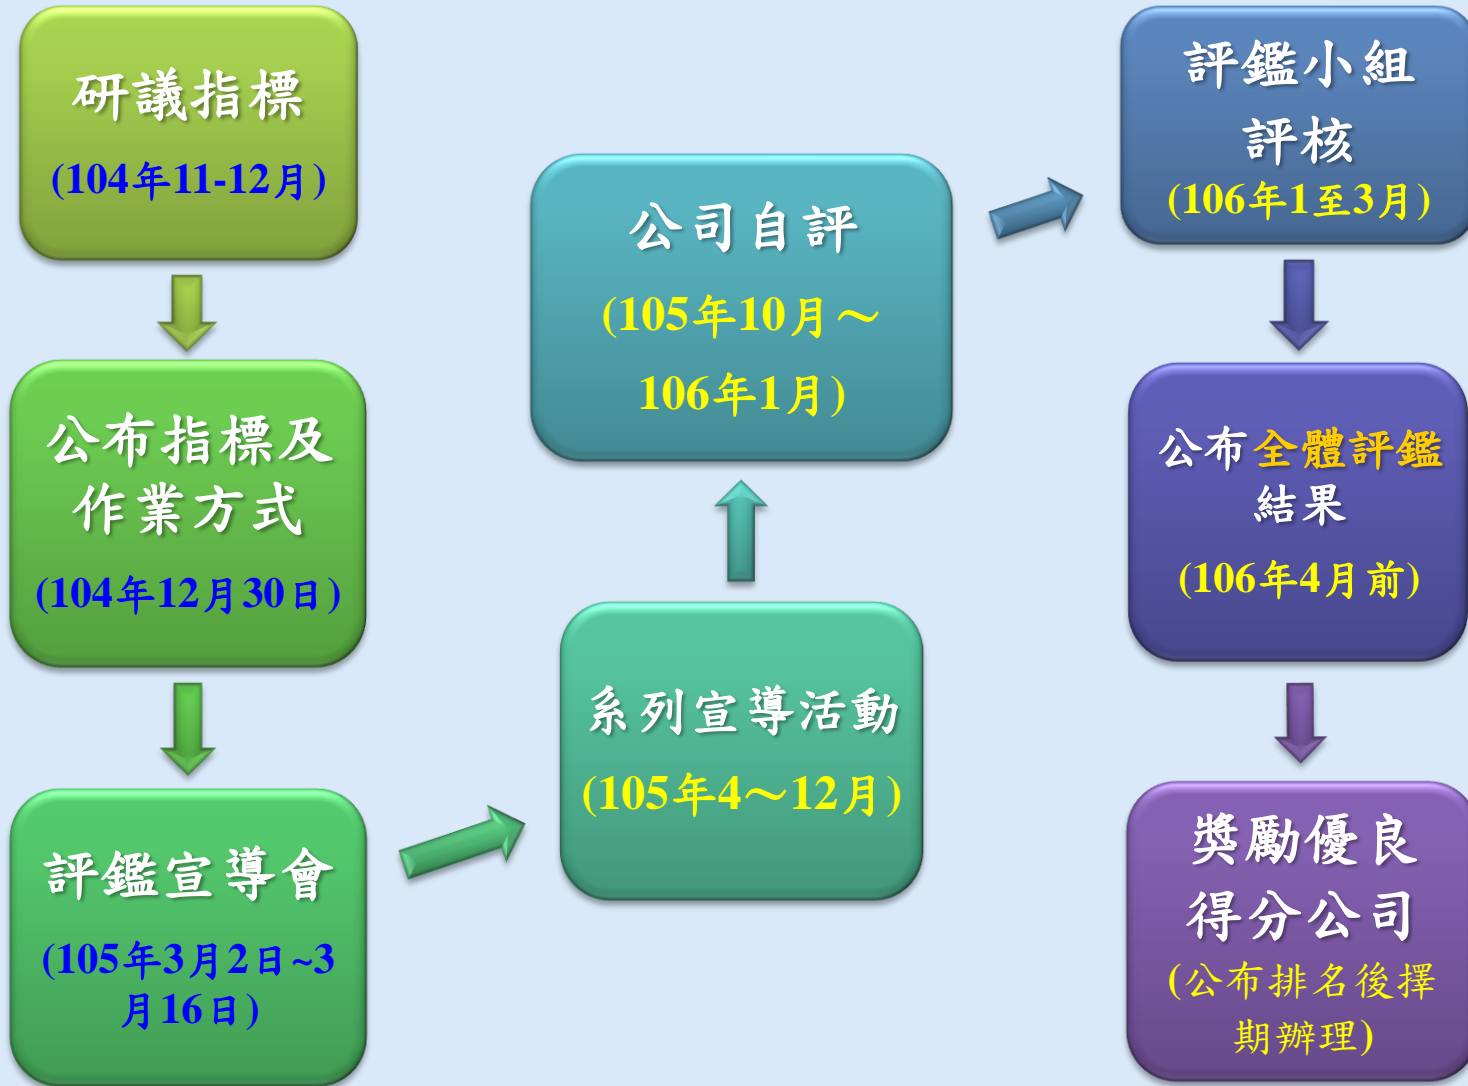 研議指標
(104年11-12月)
公布指標及
作業方式
(104年12月30日)
評鑑宣導會
(105年3月2日~3
月16日)
系列宣導活動
(105年4～12月)
公司自評
(105年10月～
106年1月)
評鑑小組
評核
(106年1至3月)
公布全體評鑑
結果
(106年4月前)
獎勵優良
得分公司
(公布排名後擇
期辦理)